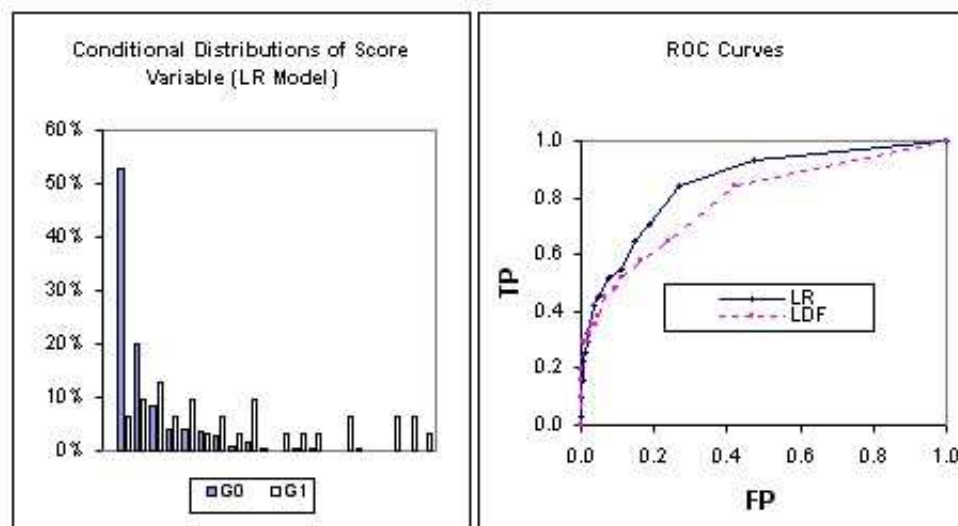 Conditional Distributions of Score
Variable (LR Model)
60%
50%
40%
30%
20%
10%
0%
G0
G1
ROC Curves
1.0
0.8
0.6
0.4
0.2
0.0
TP
LR
LDF
0.0 0.2 0.4 0.6 0.8 1.0
FP